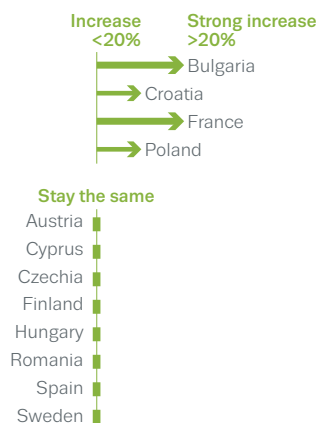 Increase
<20%
Strong increase
>20%
Bulgaria
Croatia
France
Poland
Stay the same
Austria
Cyprus
Czechia
Finland
Hungary
Romania
Spain
Sweden